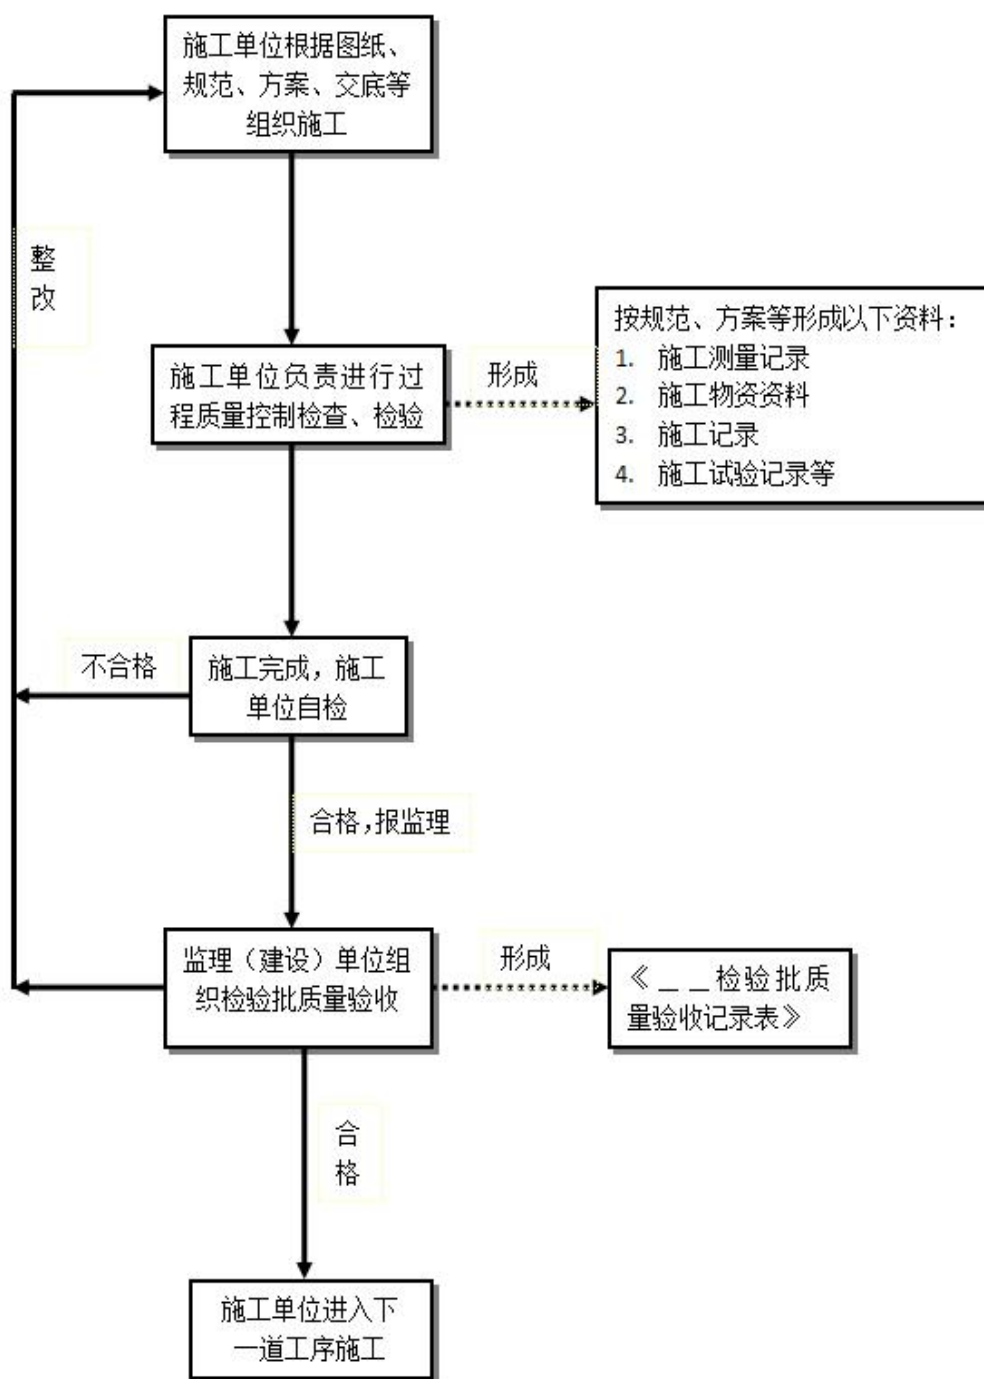 施工单位根据图纸、
规范、方案、交底等
组织施工
整
改
施工单位负责进行过
程质量控制检查、检验
形成
按规范、方案等形成以下资料：
1. 施工测量记录
2. 施工物资资料
3. 施工记录
4. 施工试验记录等
不合格
施工完成，施工
单位自检
合格，报监理
监理（建设）单位组
织检验批质量验收
形成
《＿＿检验批质
量验收记录表》
合
格
施工单位进入下
一道工序施工